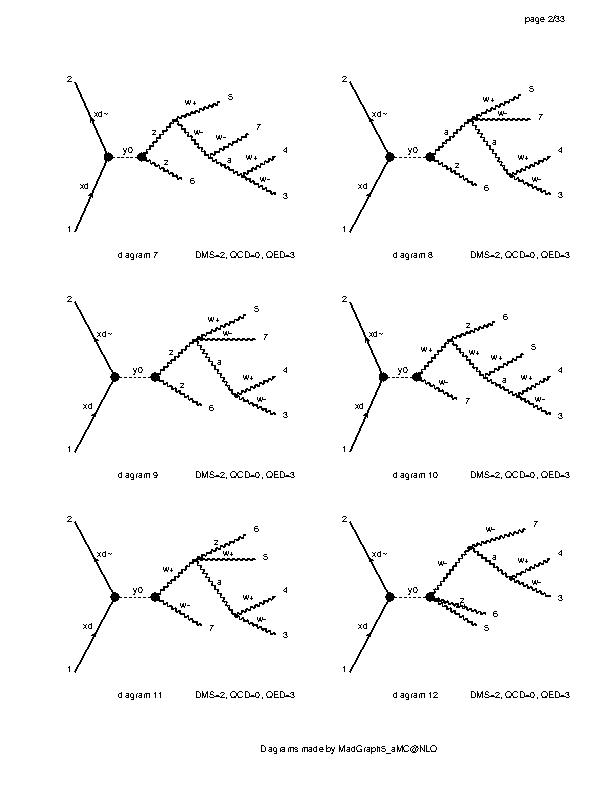 page 2/33
2
xd~
xd
1
y0
z
z
6
w+
5
w-
w-
7
a
w+
4
w-
3
diagram 7 DMS=2, QCD=0, QED=3
2
xd~
xd
1
y0
a
z
6
w+
5
w-
7
a
w+
4
w-
3
diagram 8 DMS=2, QCD=0, QED=3
2
xd~
xd
1
y0
z
z
6
w+
5
w-
7
a
w+
4
w-
3
diagram 9 DMS=2, QCD=0, QED=3
2
xd~
xd
1
y0
w+
w-
7
z
6
w+
w+
5
a
w+
4
w-
3
diagram 10 DMS=2, QCD=0, QED=3
2
xd~
xd
1
y0
w+
w-
7
z
6
w+
5
a
w+
4
w-
3
diagram 11 DMS=2, QCD=0, QED=3
2
xd~
xd
1
y0
w-
z
6
5
w-
7
a
w+
4
w-
3
diagram 12 DMS=2, QCD=0, QED=3
Diagrams made by MadGraph5_aMC@NLO